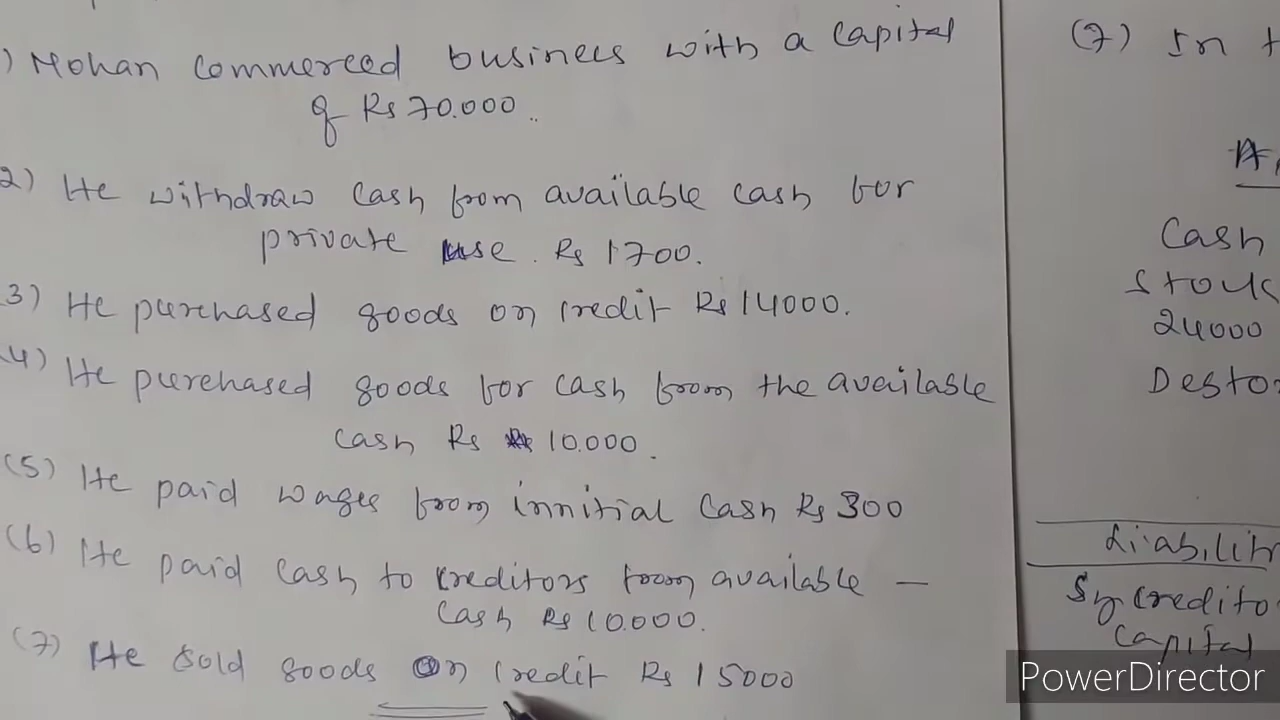 ) Mohan commerced business with a capital
of Rs 70.000..
2) He withdraw cash from available cash for
private use. Rs 1700.
3) He purchased goods on credit Rs 14000.
(4) He purchased goods for cash from the available
cash Rs 10.000.
(5) He paid wages from innitial cash Rs 300
(6) He paid cash to creditors from available —
cash Rs 10.000.
(7) He sold goods on credit Rs 15000
(7) In t
A
Cash
Stock
24000
Desto
Liabilit
Sy credito
Capital
PowerDirector